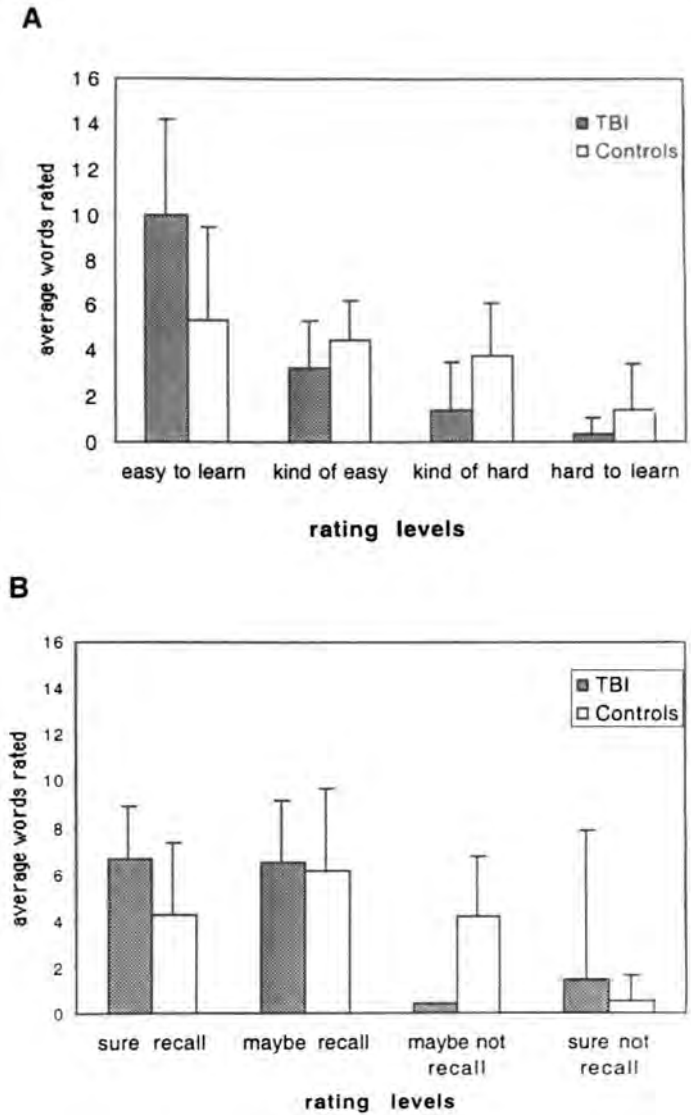 A
16
14
12
10
8
6
4
2
0
average words rated
TBI
Controls
easy to learn kind of easy kind of hard hard to learn
rating levels
B
16
14
12
10
8
6
4
2
0
average words rated
TBI
Controls
sure recall maybe recall maybe not recall sure not recall
rating levels